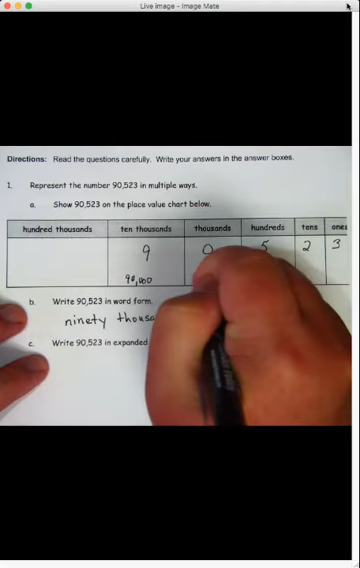 Live image - Image Mate
Directions: Read the questions carefully. Write your answers in the answer boxes.
1. Represent the number 90,523 in multiple ways.
a. Show 90,523 on the place value chart below.
hundred thousands ten thousands thousands hundreds tens ones
9 0 5 2 3
90,000
b. Write 90,523 in word form.
ninety
c. Write 90,523 in expanded